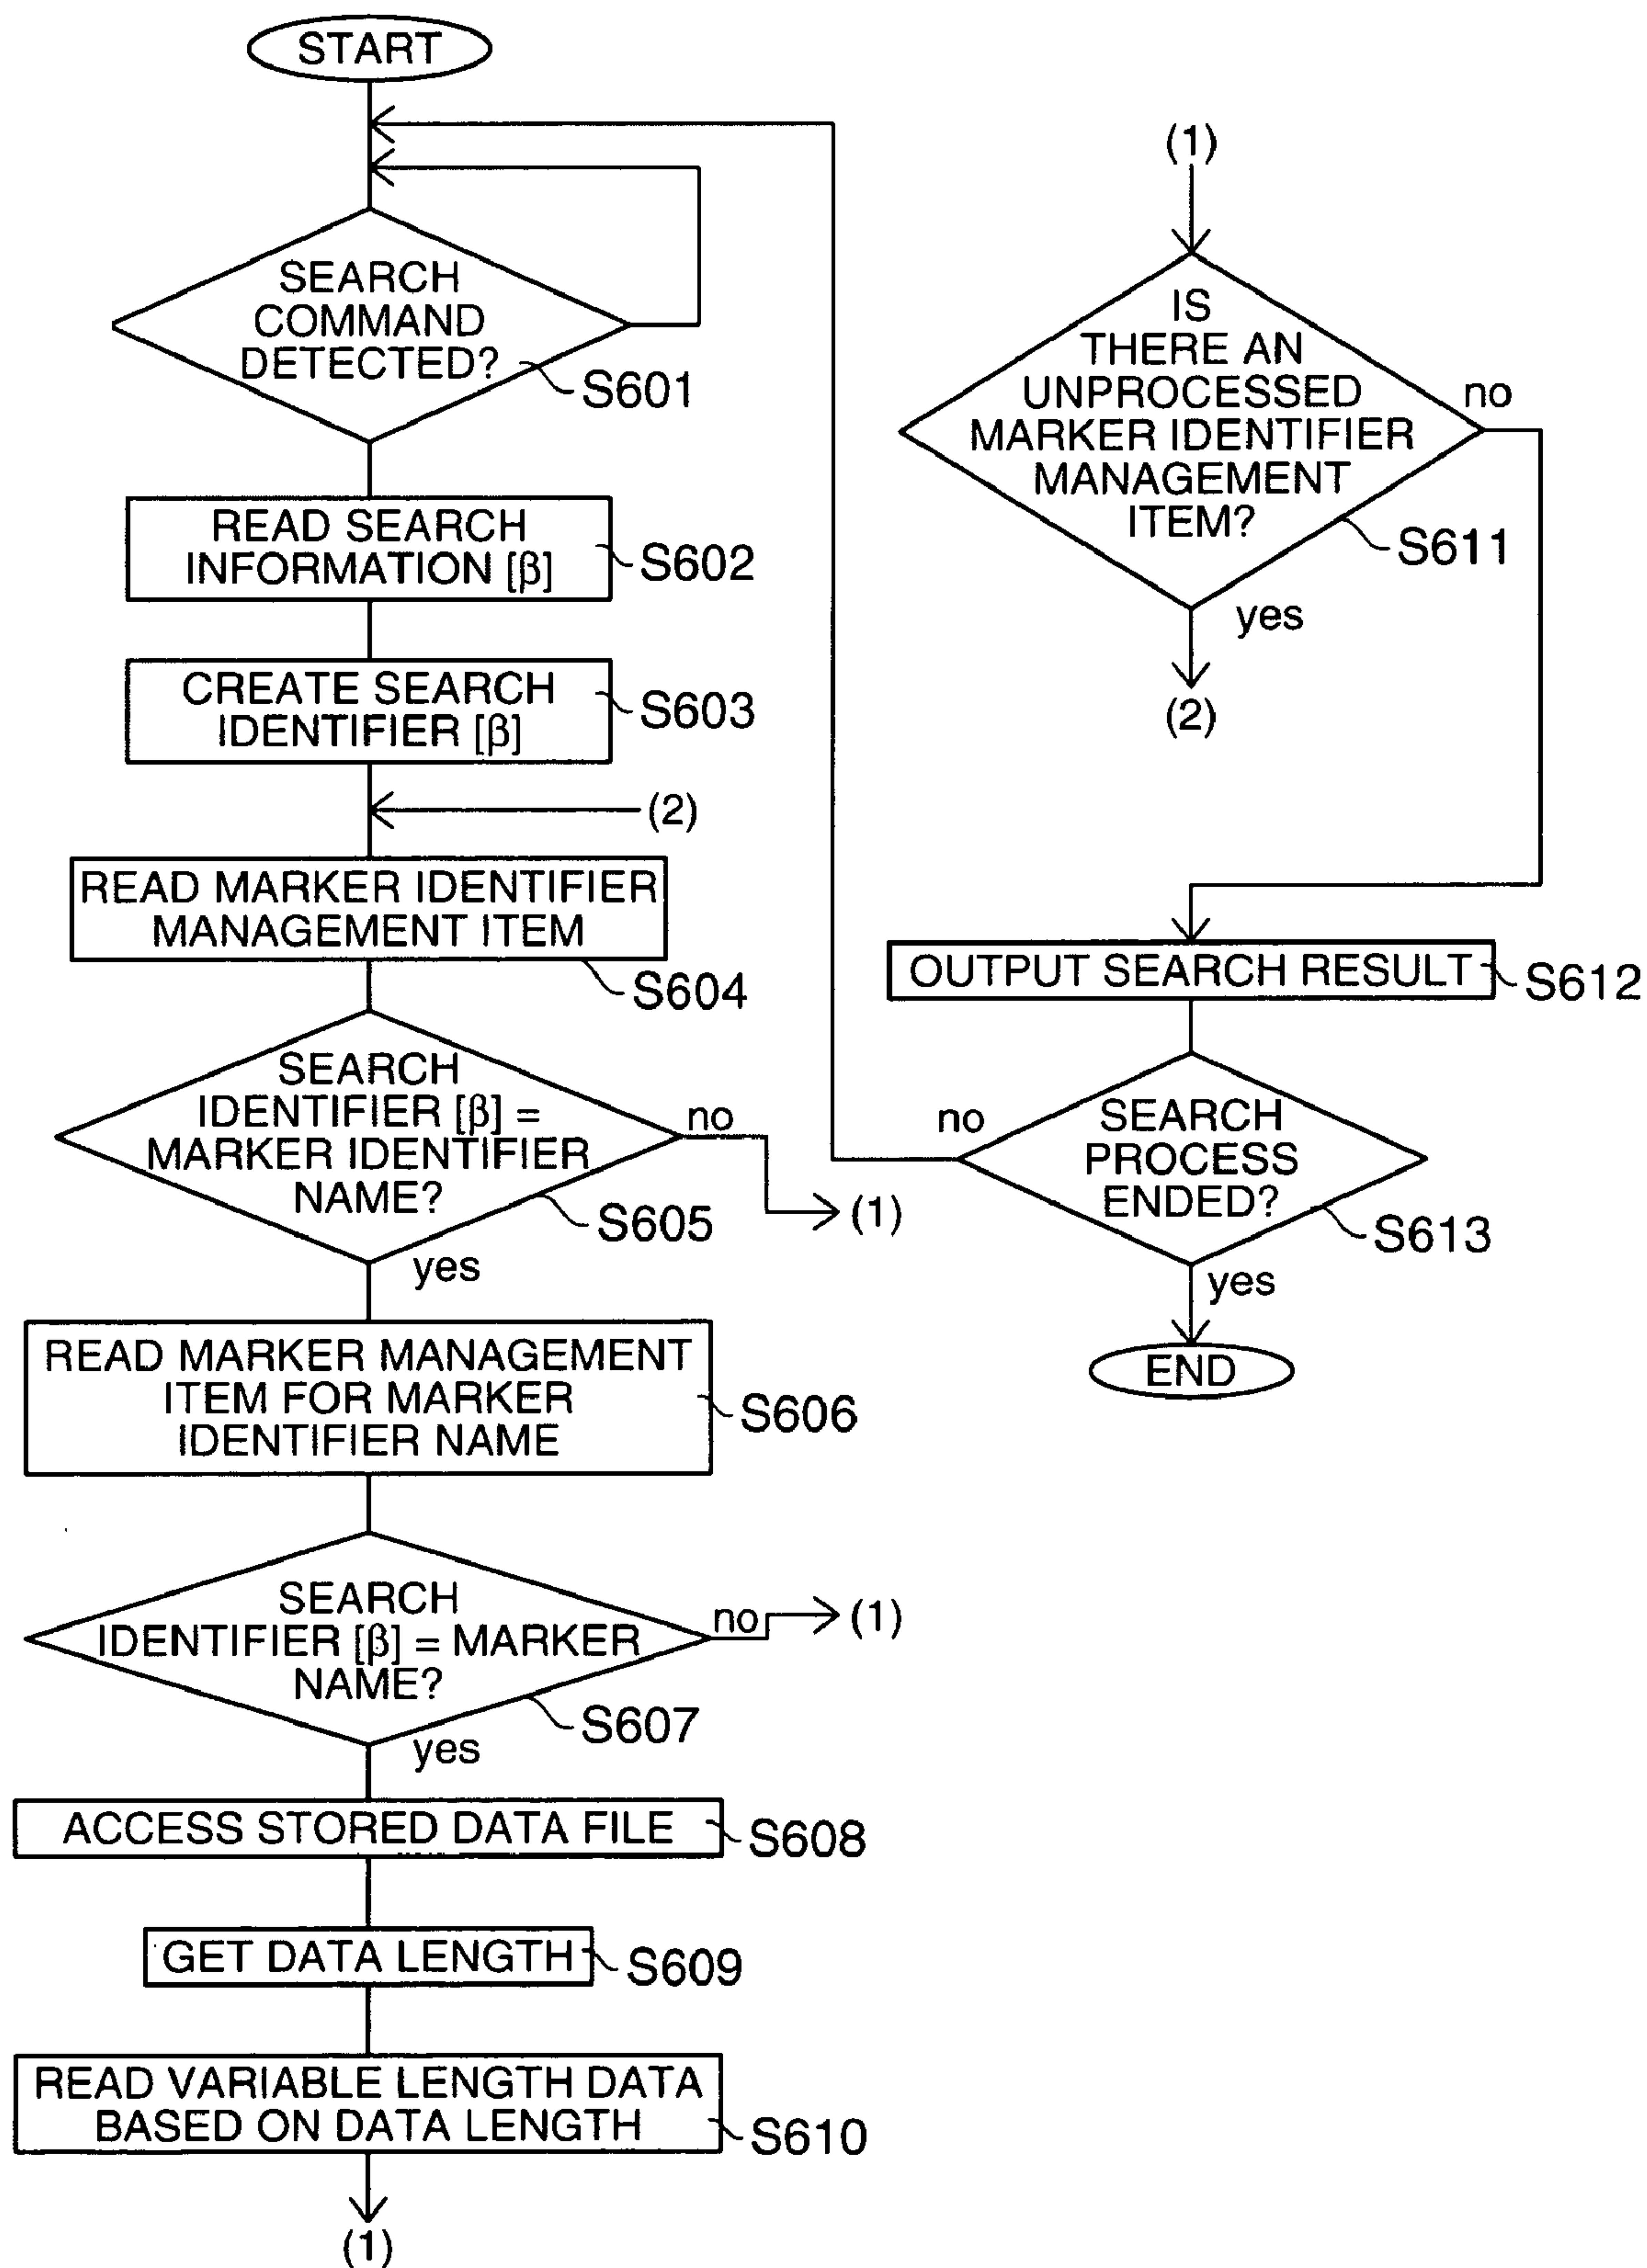 START
SEARCH
COMMAND
DETECTED?
S601
READ SEARCH
INFORMATION [β]
S602
CREATE SEARCH
IDENTIFIER [β]
S603
(2)
READ MARKER IDENTIFIER
MANAGEMENT ITEM
S604
SEARCH
IDENTIFIER [β] =
MARKER IDENTIFIER
NAME?
no
(1)
S605
yes
READ MARKER MANAGEMENT
ITEM FOR MARKER
IDENTIFIER NAME
S606
SEARCH
IDENTIFIER [β] = MARKER
NAME?
no
(1)
S607
yes
ACCESS STORED DATA FILE
S608
GET DATA LENGTH
S609
READ VARIABLE LENGTH DATA
BASED ON DATA LENGTH
S610
(1)
(1)
IS
THERE AN
UNPROCESSED
MARKER IDENTIFIER
MANAGEMENT
ITEM?
no
S611
yes
(2)
OUTPUT SEARCH RESULT
S612
no
SEARCH
PROCESS
ENDED?
S613
yes
END